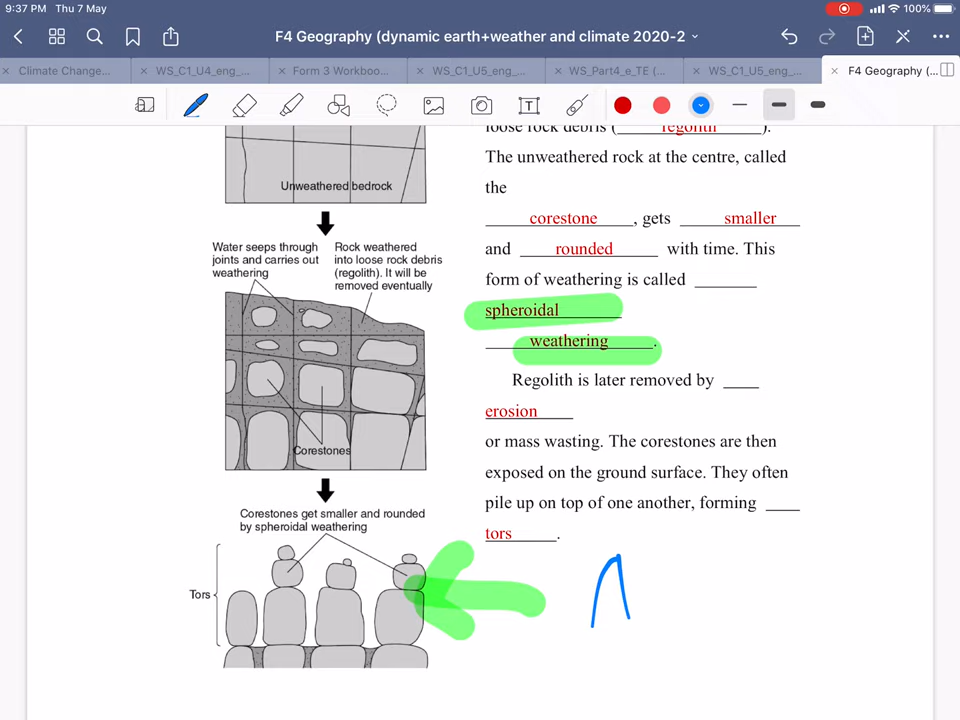 9:37 PM Thu 7 May
100%
F4 Geography (dynamic earth+weather and climate 2020-2
Climate Change...
WS_C1_U4_eng_...
Form 3 Workboo...
WS_C1_U5_eng_...
WS_Part4_e_TE (...
WS_C1_U5_eng_...
F4 Geography (...
Unweathered bedrock
Water seeps through
joints and carries out
weathering
Rock weathered
into loose rock debris
(regolith). It will be
removed eventually
Corestones
Corestones get smaller and rounded
by spheroidal weathering
Tors
loose rock debris (regolith).
The unweathered rock at the centre, called
the
corestone, gets smaller
and rounded with time. This
form of weathering is called
spheroidal
weathering.
Regolith is later removed by
erosion
or mass wasting. The corestones are then
exposed on the ground surface. They often
pile up on top of one another, forming
tors.